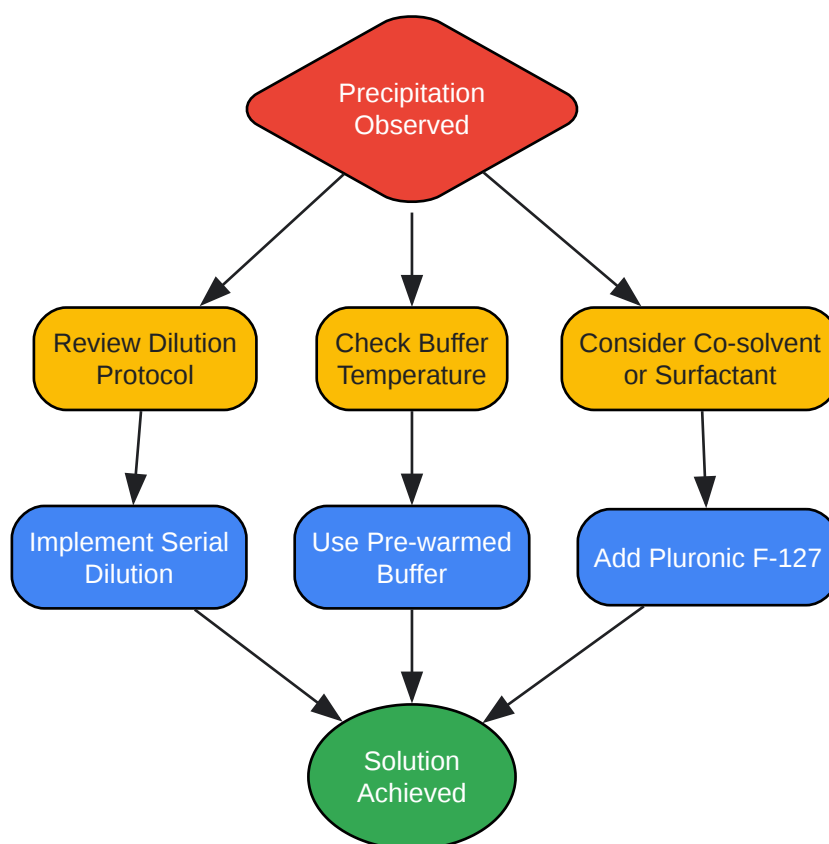 Precipitation
Observed
Review Dilution
Protocol
Check Buffer
Temperature
Consider Co-solvent
or Surfactant
Implement Serial
Dilution
Use Pre-warmed
Buffer
Add Pluronic F-127
Solution
Achieved